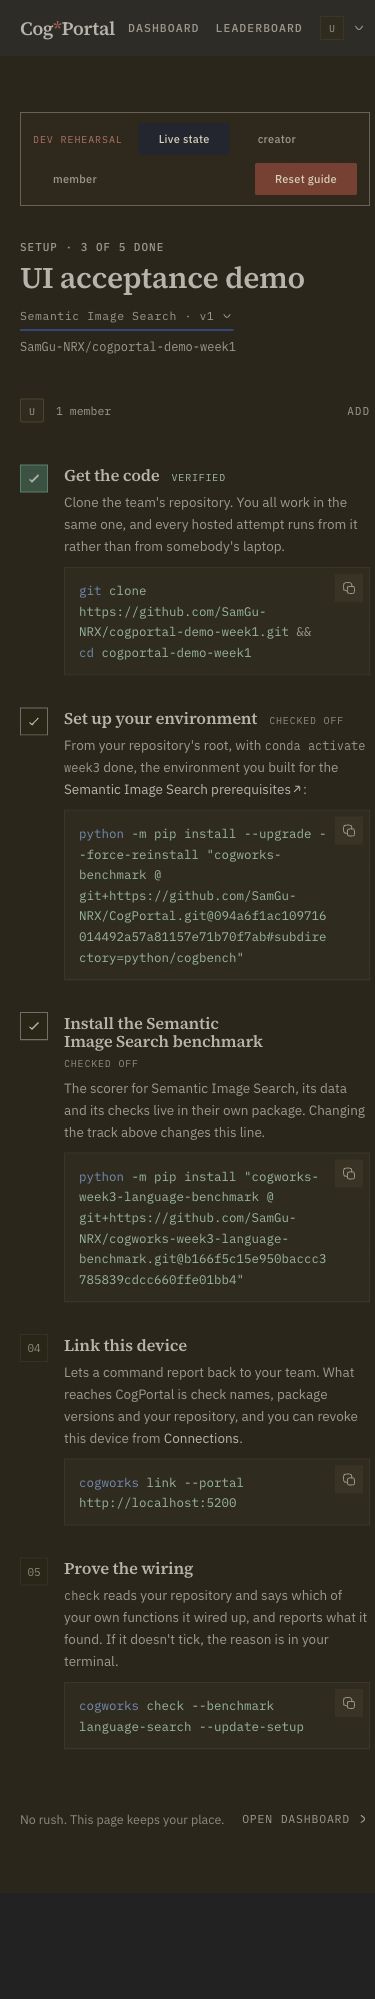 Cog*Portal DASHBOARD LEADERBOARD U
DEV REHEARSAL Live state creator
member Reset guide
SETUP · 3 OF 5 DONE
UI acceptance demo
Semantic Image Search · v1
SamGu-NRX/cogportal-demo-week1
U 1 member ADD
Get the code VERIFIED
Clone the team's repository. You all work in the
same one, and every hosted attempt runs from it
rather than from somebody's laptop.
git clone
https://github.com/SamGu-
NRX/cogportal-demo-week1.git &&
cd cogportal-demo-week1
Set up your environment CHECKED OFF
From your repository's root, with conda activate
week3 done, the environment you built for the
Semantic Image Search prerequisites↗:
python -m pip install --upgrade -
-force-reinstall "cogworks-
benchmark @
git+https://github.com/SamGu-
NRX/CogPortal.git@094a6f1ac109716
014492a57a81157e71b70f7ab#subdire
ctory=python/cogbench"
Install the Semantic
Image Search benchmark
CHECKED OFF
The scorer for Semantic Image Search, its data
and its checks live in their own package. Changing
the track above changes this line.
python -m pip install "cogworks-
week3-language-benchmark @
git+https://github.com/SamGu-
NRX/cogworks-week3-language-
benchmark.git@b166f5c15e950baccc3
785839cdcc660ffe01bb4"
04 Link this device
Lets a command report back to your team. What
reaches CogPortal is check names, package
versions and your repository, and you can revoke
this device from Connections.
cogworks link --portal
http://localhost:5200
05 Prove the wiring
check reads your repository and says which of
your own functions it wired up, and reports what it
found. If it doesn't tick, the reason is in your
terminal.
cogworks check --benchmark
language-search --update-setup
No rush. This page keeps your place. OPEN DASHBOARD